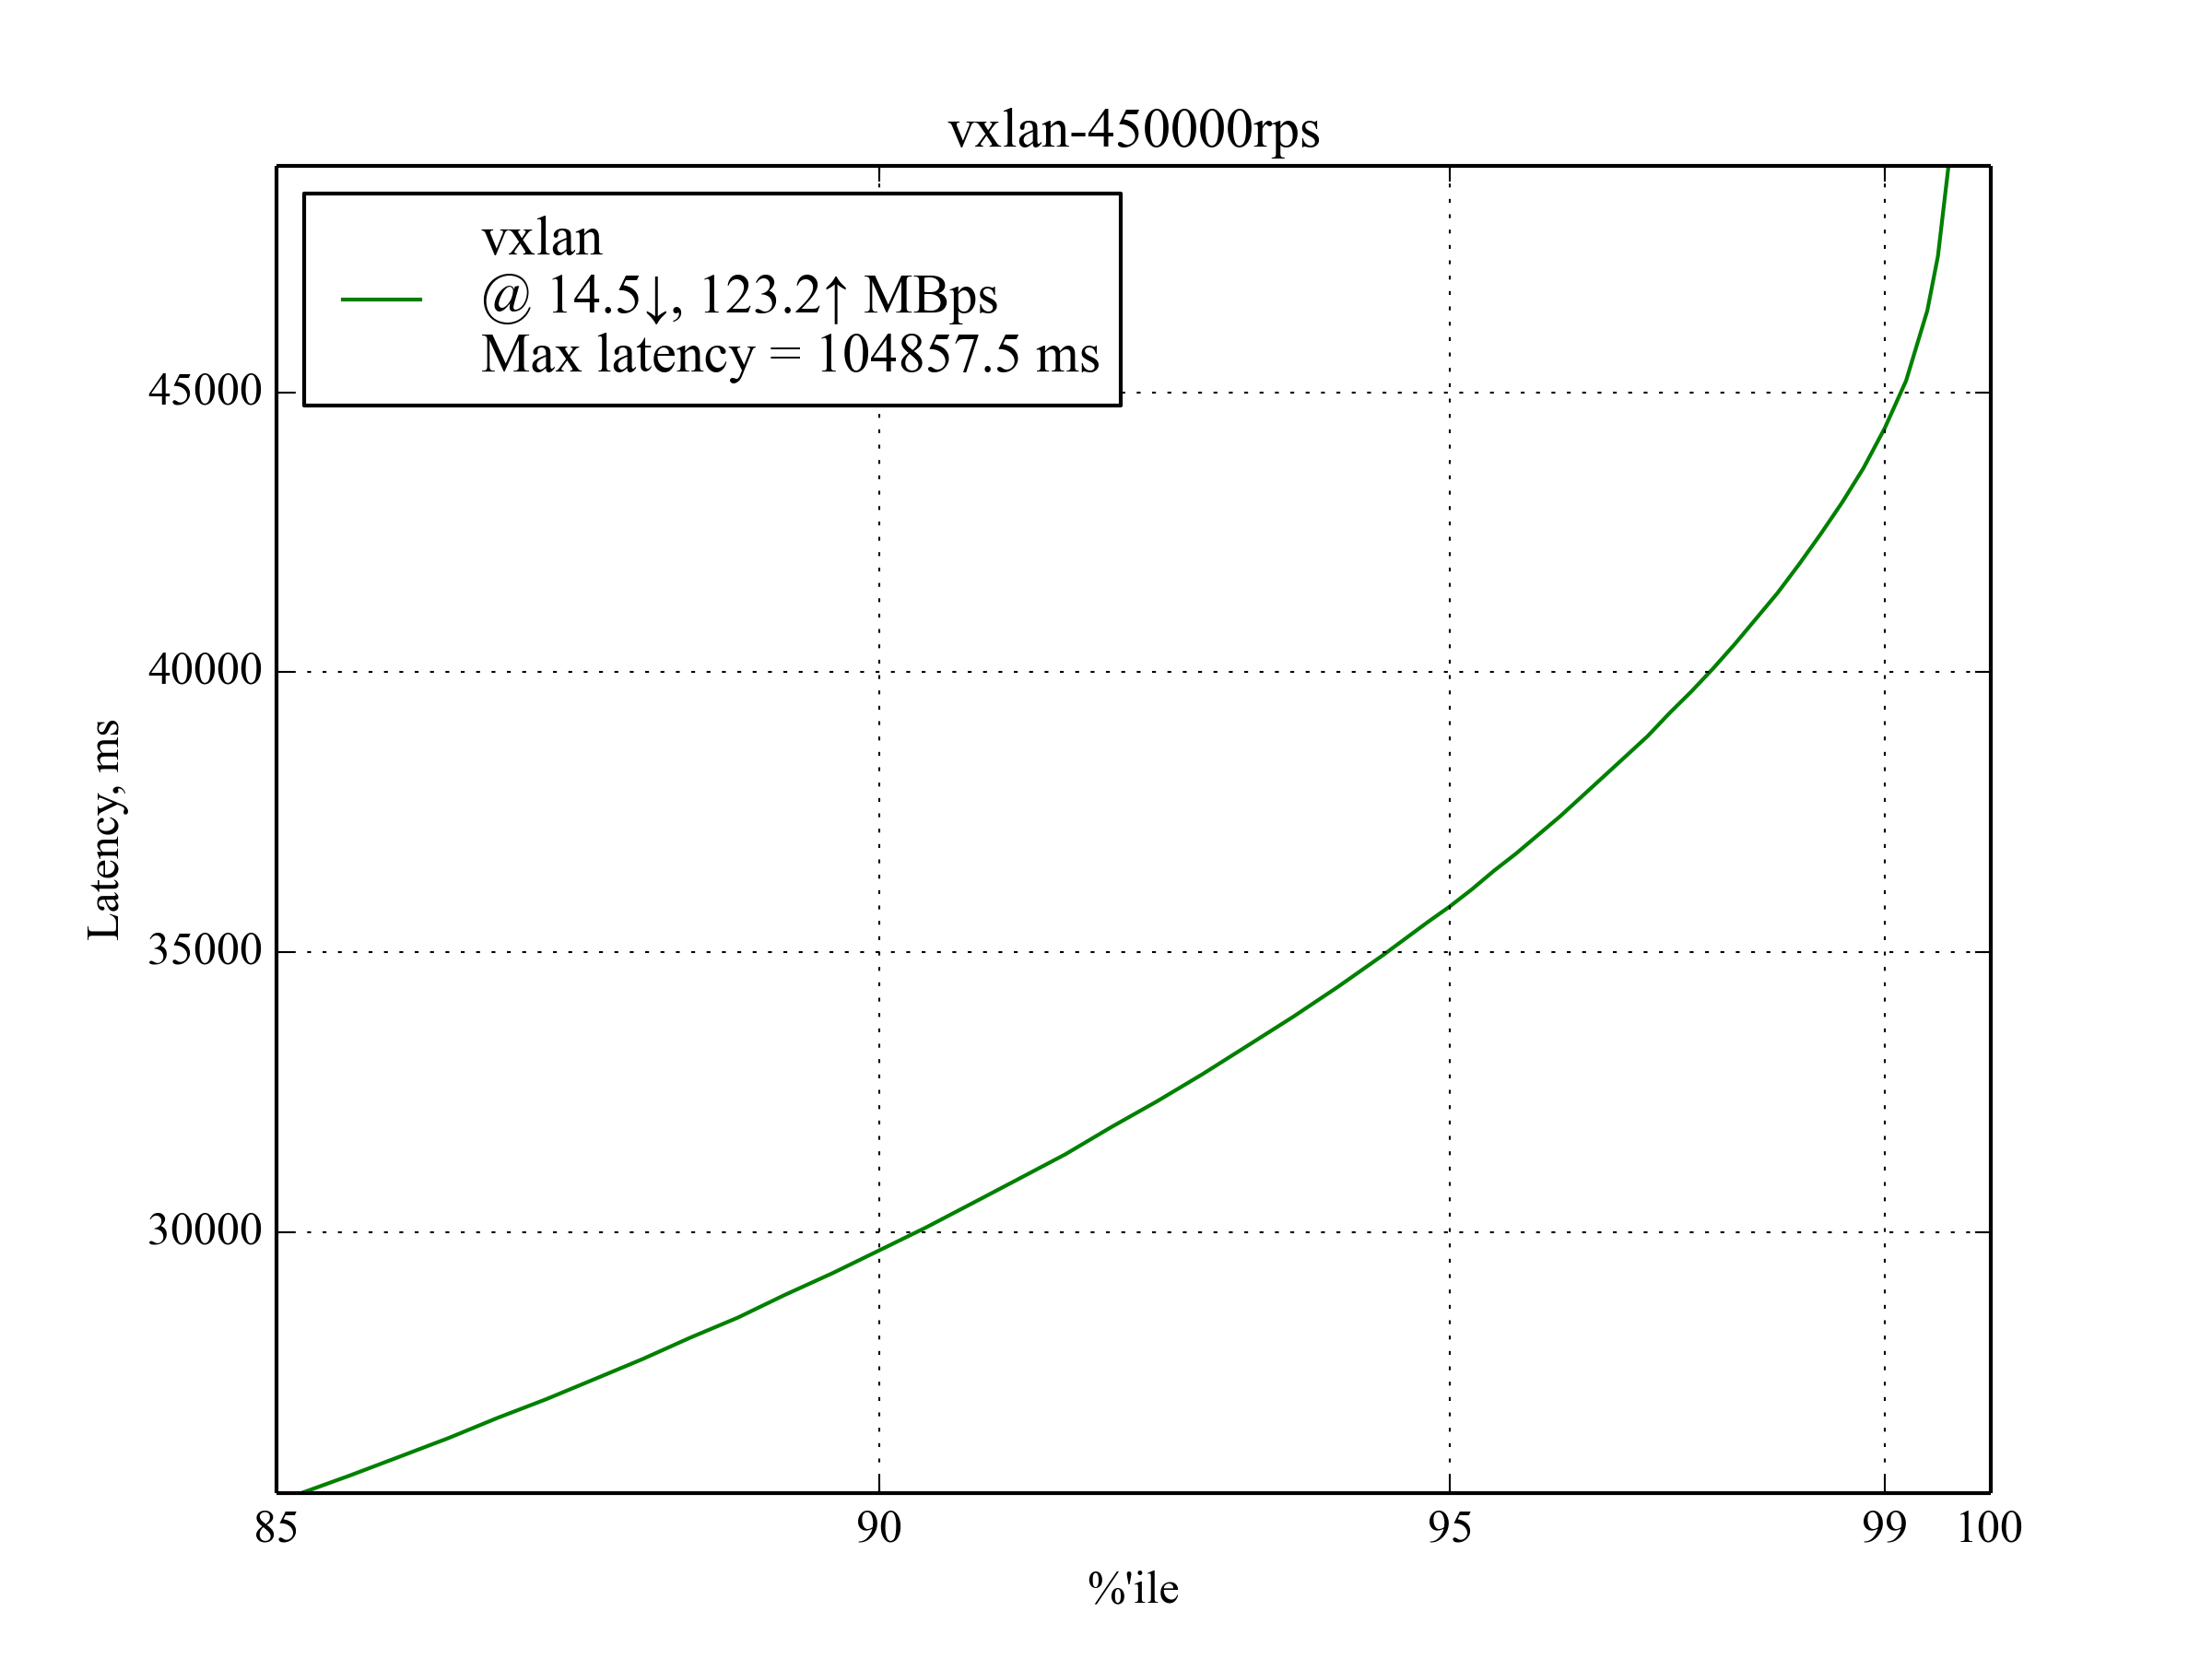 vxlan-450000rps
vxlan
@ 14.5↓, 123.2↑ MBps
Max latency = 104857.5 ms
45000
40000
35000
30000
Latency, ms
85 90 95 99 100
%'ile